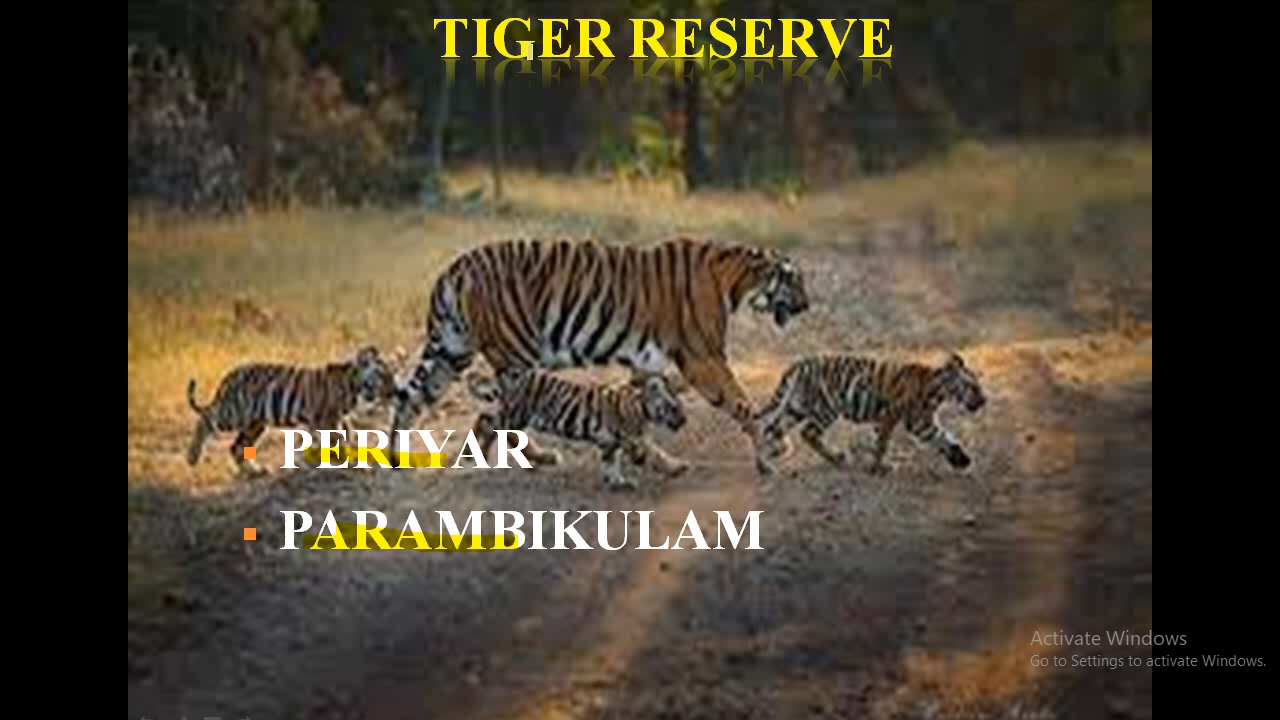 TIGER RESERVE
PERIYAR
PARAMBIKULAM
Activate Windows
Go to Settings to activate Windows.